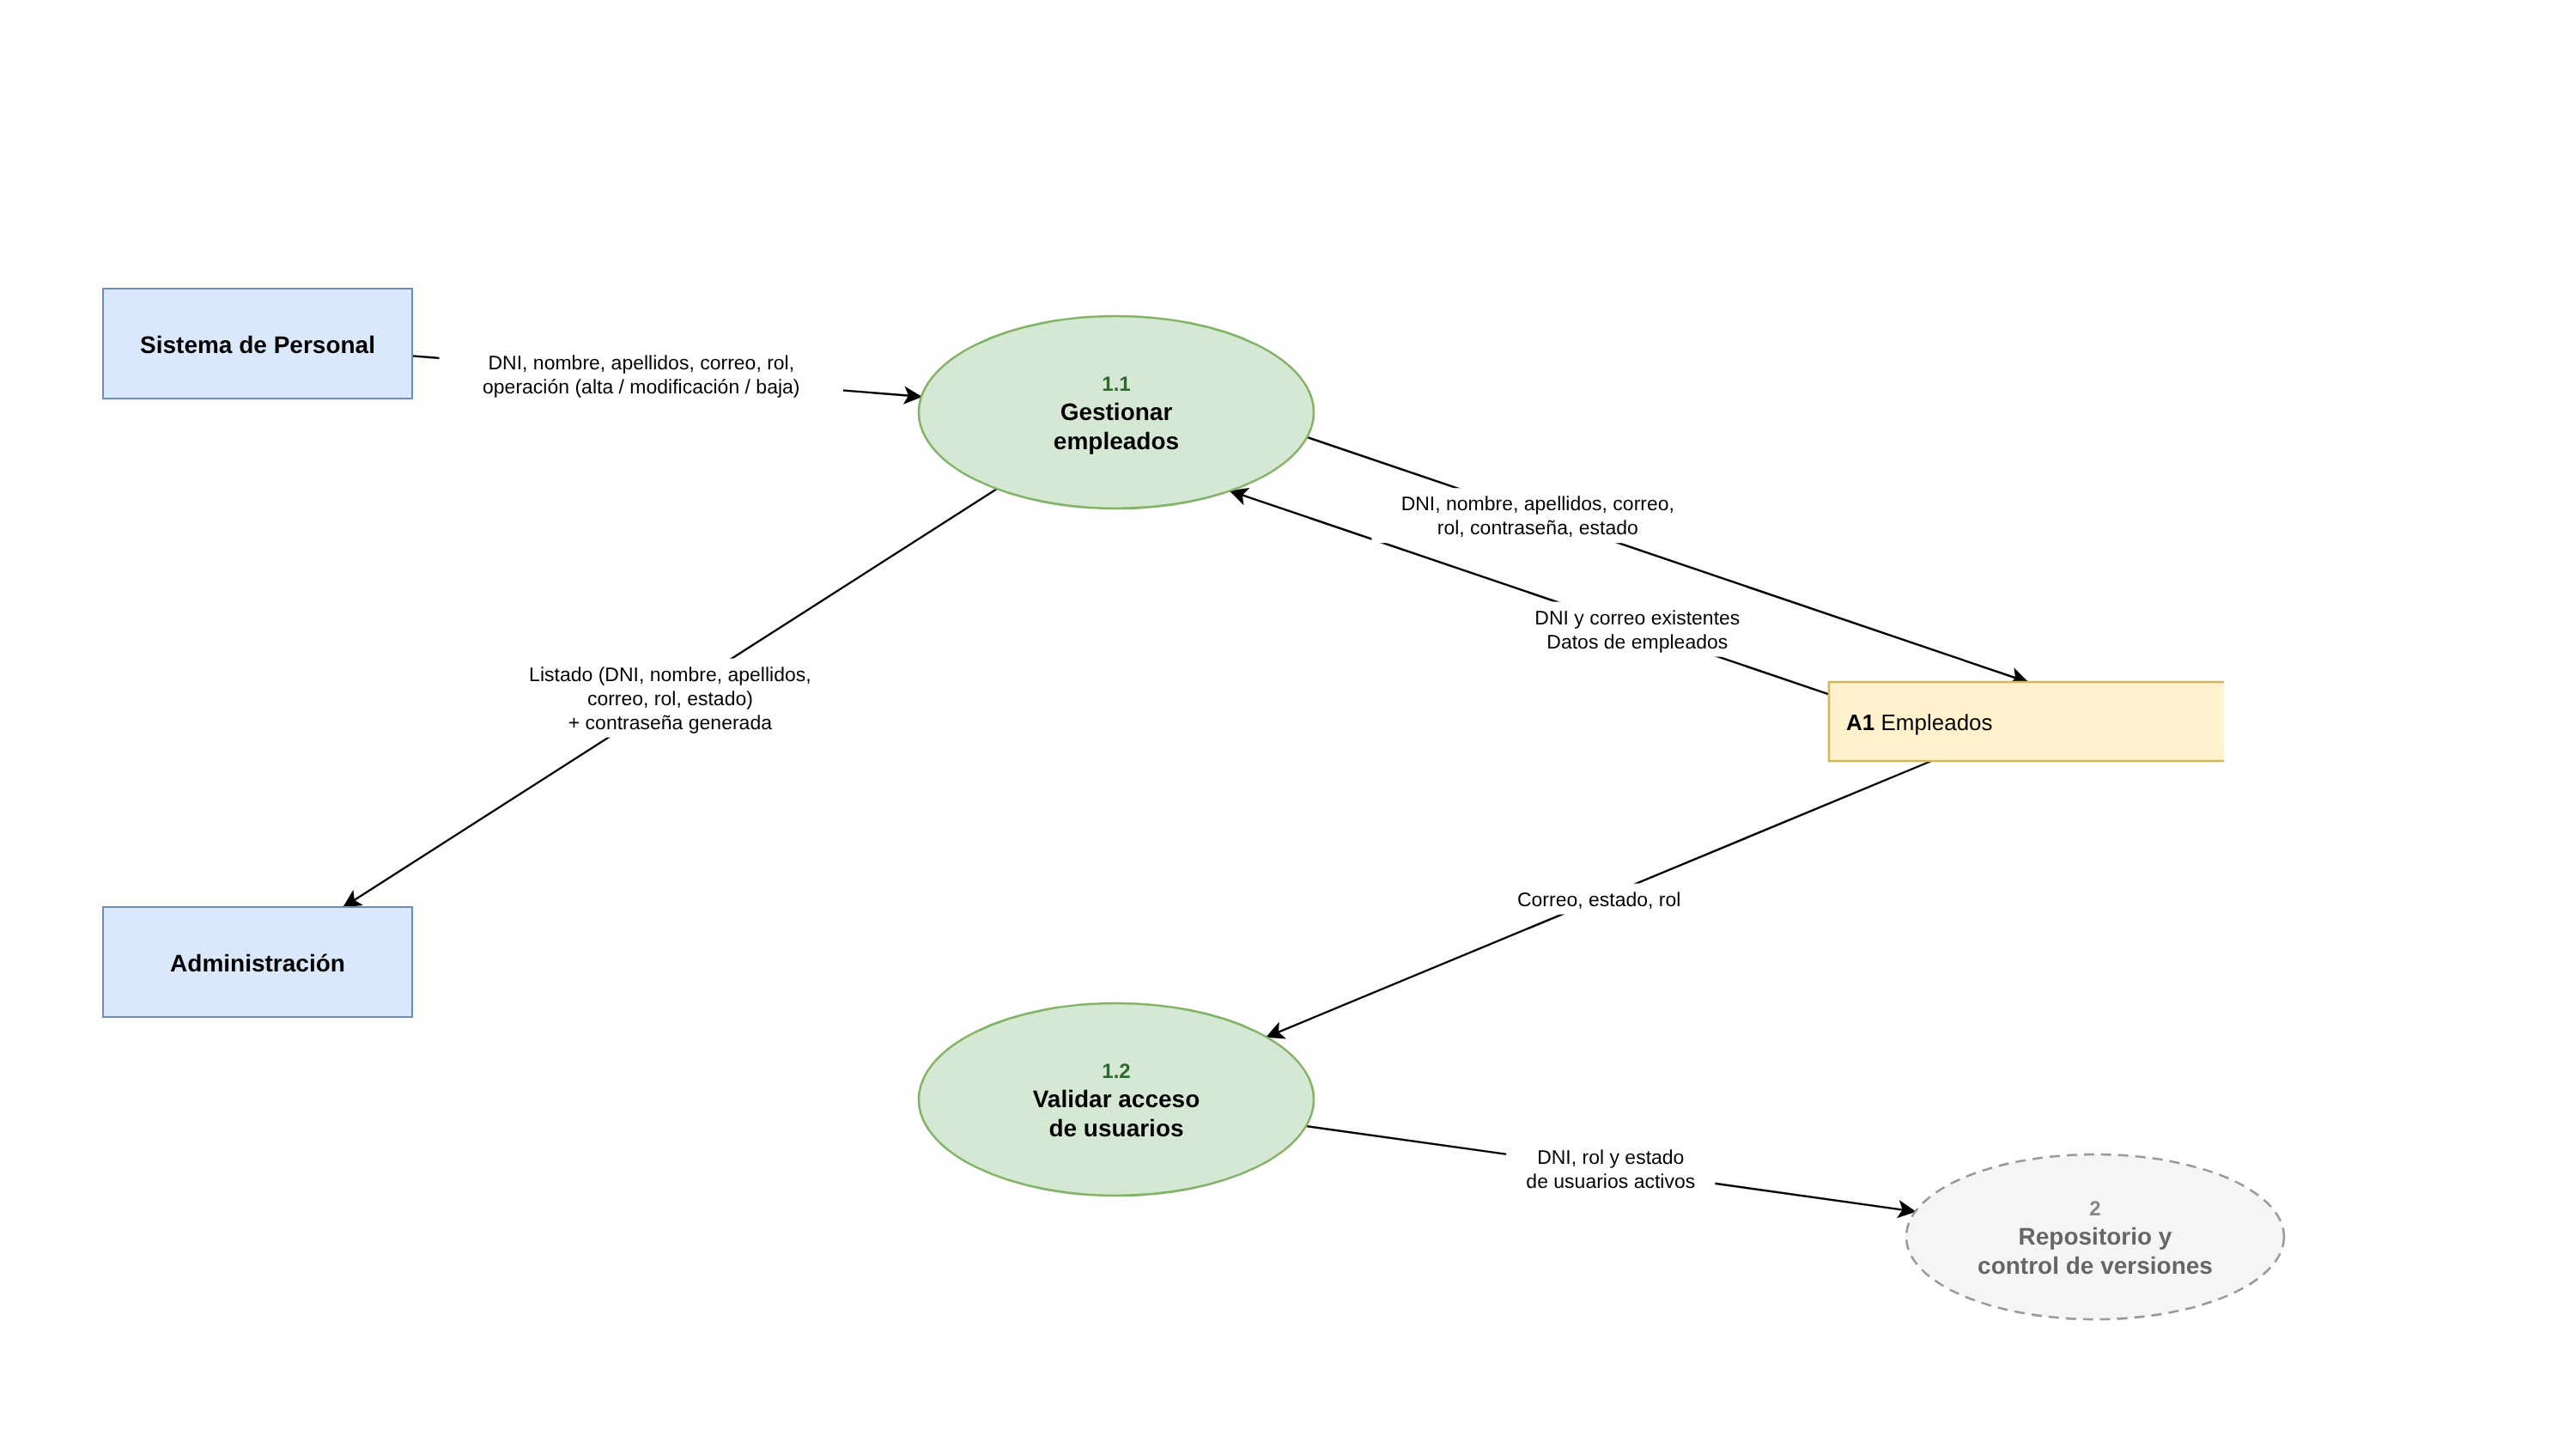 Sistema de Personal
DNI, nombre, apellidos, correo, rol,
operación (alta / modificación / baja)
1.1
Gestionar
empleados
DNI, nombre, apellidos, correo,
rol, contraseña, estado
DNI y correo existentes
Datos de empleados
Listado (DNI, nombre, apellidos,
correo, rol, estado)
+ contraseña generada
A1 Empleados
Correo, estado, rol
Administración
1.2
Validar acceso
de usuarios
DNI, rol y estado
de usuarios activos
2
Repositorio y
control de versiones